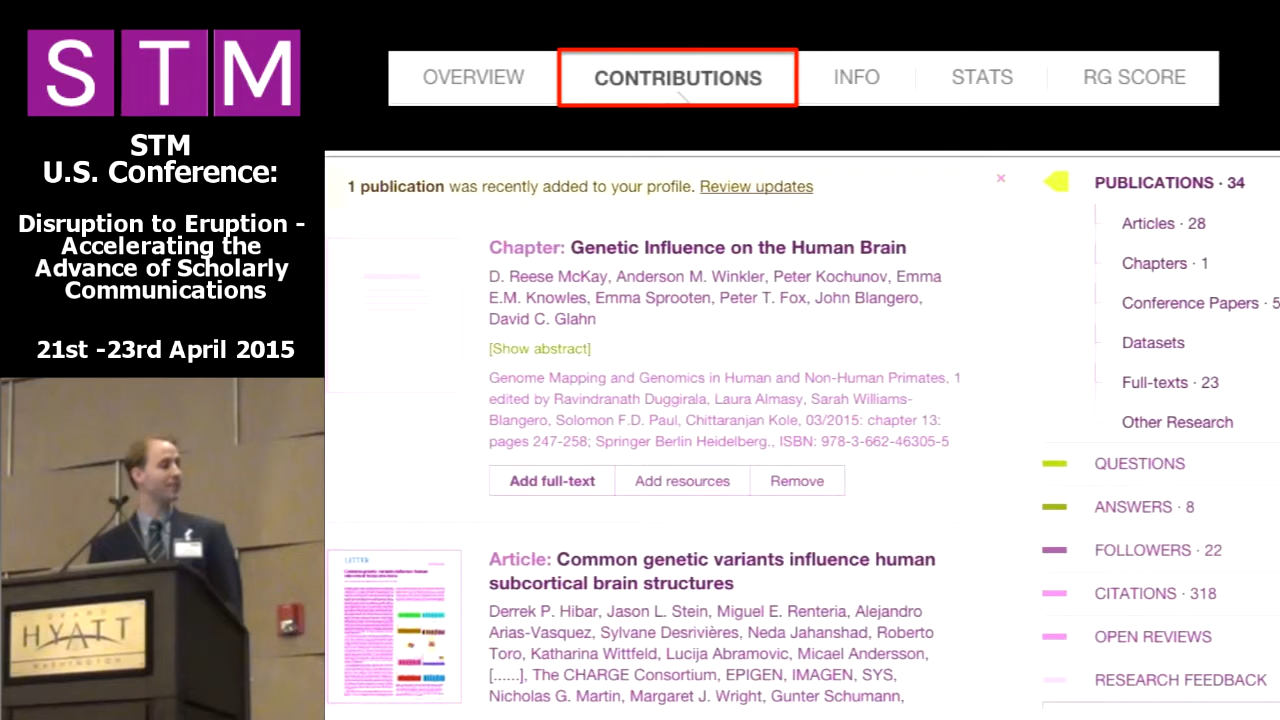 STM
STM
U.S. Conference:
Disruption to Eruption -
Accelerating the
Advance of Scholarly
Communications
21st -23rd April 2015
HYATT
WASHINGTON
OVERVIEW
CONTRIBUTIONS
INFO
STATS
RG SCORE
1 publication was recently added to your profile. Review updates
Chapter: Genetic Influence on the Human Brain
D. Reese McKay, Anderson M. Winkler, Peter Kochunov, Emma
E.M. Knowles, Emma Sprooten, Peter T. Fox, John Blangero,
David C. Glahn
[Show abstract]
Genome Mapping and Genomics in Human and Non-Human Primates, 1
edited by Ravindranath Duggirala, Laura Almasy, Sarah Williams-
Blangero, Solomon F.D. Paul, Chittaranjan Kole, 03/2015: chapter 13:
pages 247-258; Springer Berlin Heidelberg., ISBN: 978-3-662-46305-5
Add full-text
Add resources
Remove
LETTER
Article: Common genetic variants influence human
subcortical brain structures
Derrek P. Hibar, Jason L. Stein, Miguel E. Renteria, Alejandro
Arias-Vasquez, Sylvane Desrivières, Neda Jahanshad, Roberto
Toro, Katharina Wittfeld, Lucija Abramovic, Micael Andersson,
[......], The CHARGE Consortium, EPIGEN, IMAGEN, SYS,
Nicholas G. Martin, Margaret J. Wright, Gunter Schumann,
PUBLICATIONS · 34
Articles · 28
Chapters · 1
Conference Papers · 5
Datasets
Full-texts · 23
Other Research
QUESTIONS
ANSWERS · 8
FOLLOWERS · 22
CITATIONS · 318
OPEN REVIEWS
RESEARCH FEEDBACK